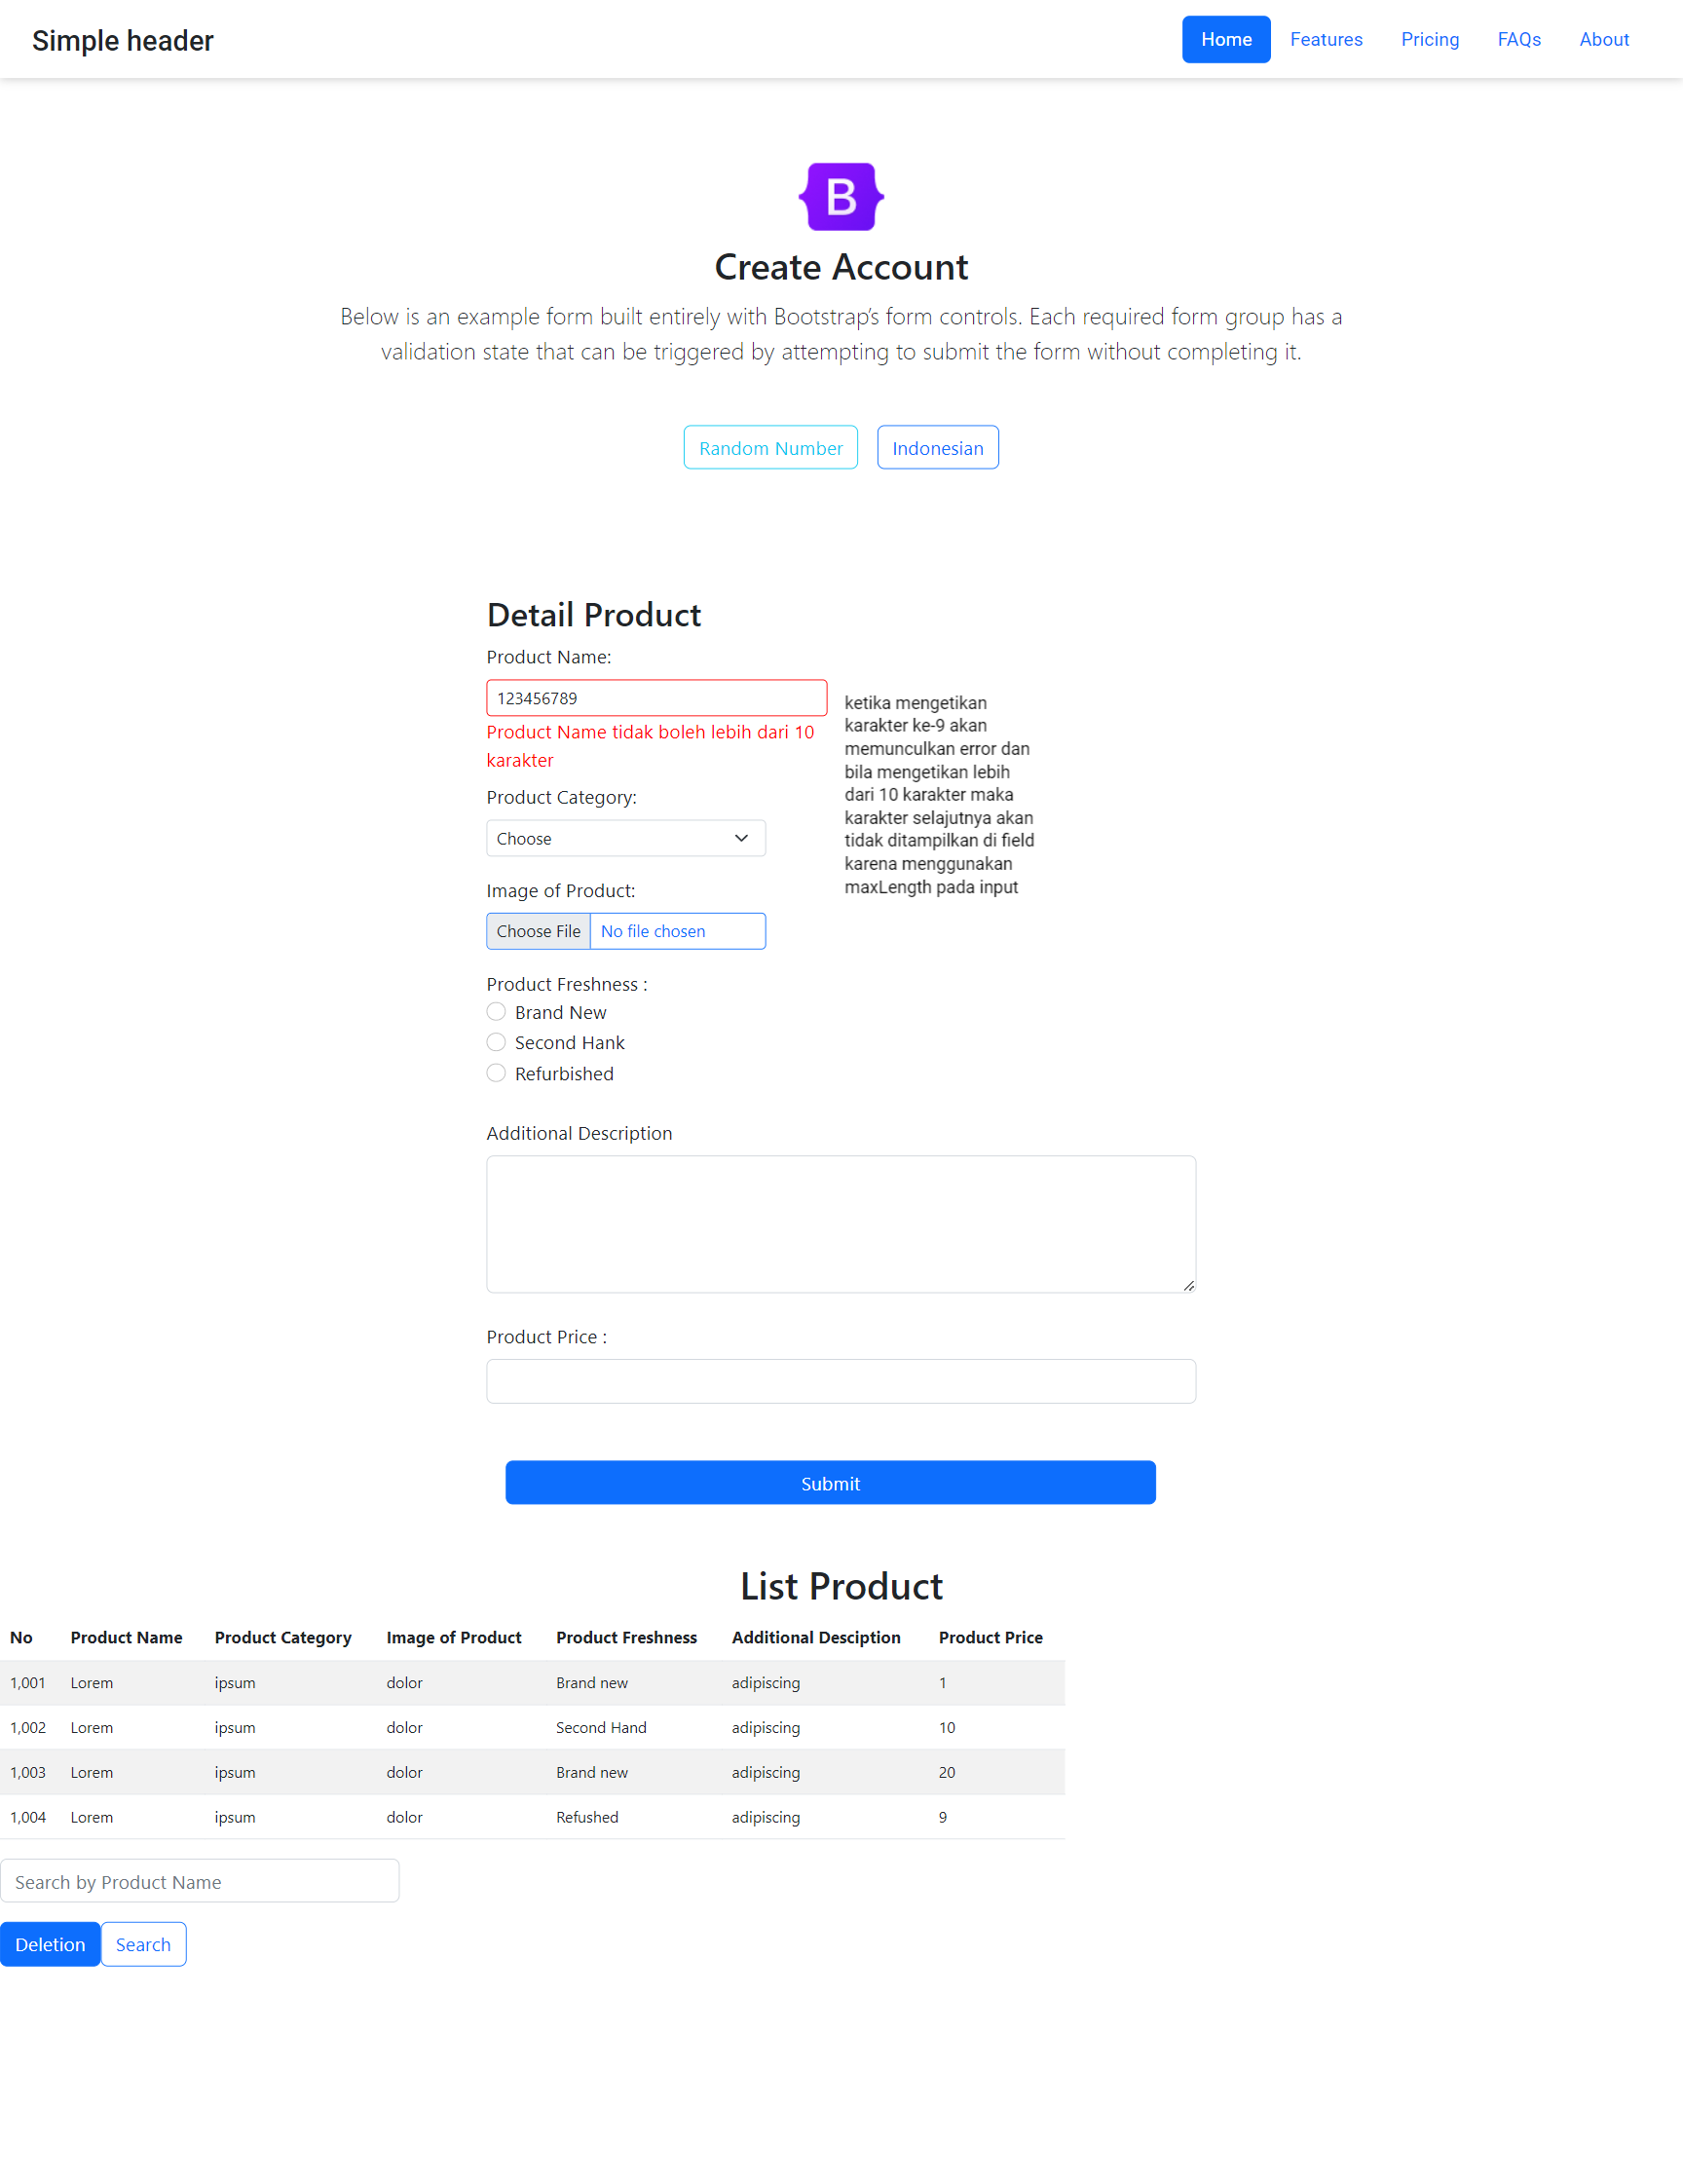 Simple header
Home Features Pricing FAQs About
B
Create Account
Below is an example form built entirely with Bootstrap's form controls. Each required form group has a
validation state that can be triggered by attempting to submit the form without completing it.
Random Number Indonesian
Detail Product
Product Name:
123456789
Product Name tidak boleh lebih dari 10
karakter
ketika mengetikan
karakter ke-9 akan
memunculkan error dan
bila mengetikan lebih
dari 10 karakter maka
karakter selajutnya akan
tidak ditampilkan di field
karena menggunakan
maxLength pada input
Product Category:
Choose
Image of Product:
Choose File No file chosen
Product Freshness :
Brand New
Second Hank
Refurbished
Additional Description
Product Price :
Submit
List Product
No Product Name Product Category Image of Product Product Freshness Additional Desciption Product Price
1,001 Lorem ipsum dolor Brand new adipiscing 1
1,002 Lorem ipsum dolor Second Hand adipiscing 10
1,003 Lorem ipsum dolor Brand new adipiscing 20
1,004 Lorem ipsum dolor Refushed adipiscing 9
Search by Product Name
Deletion Search